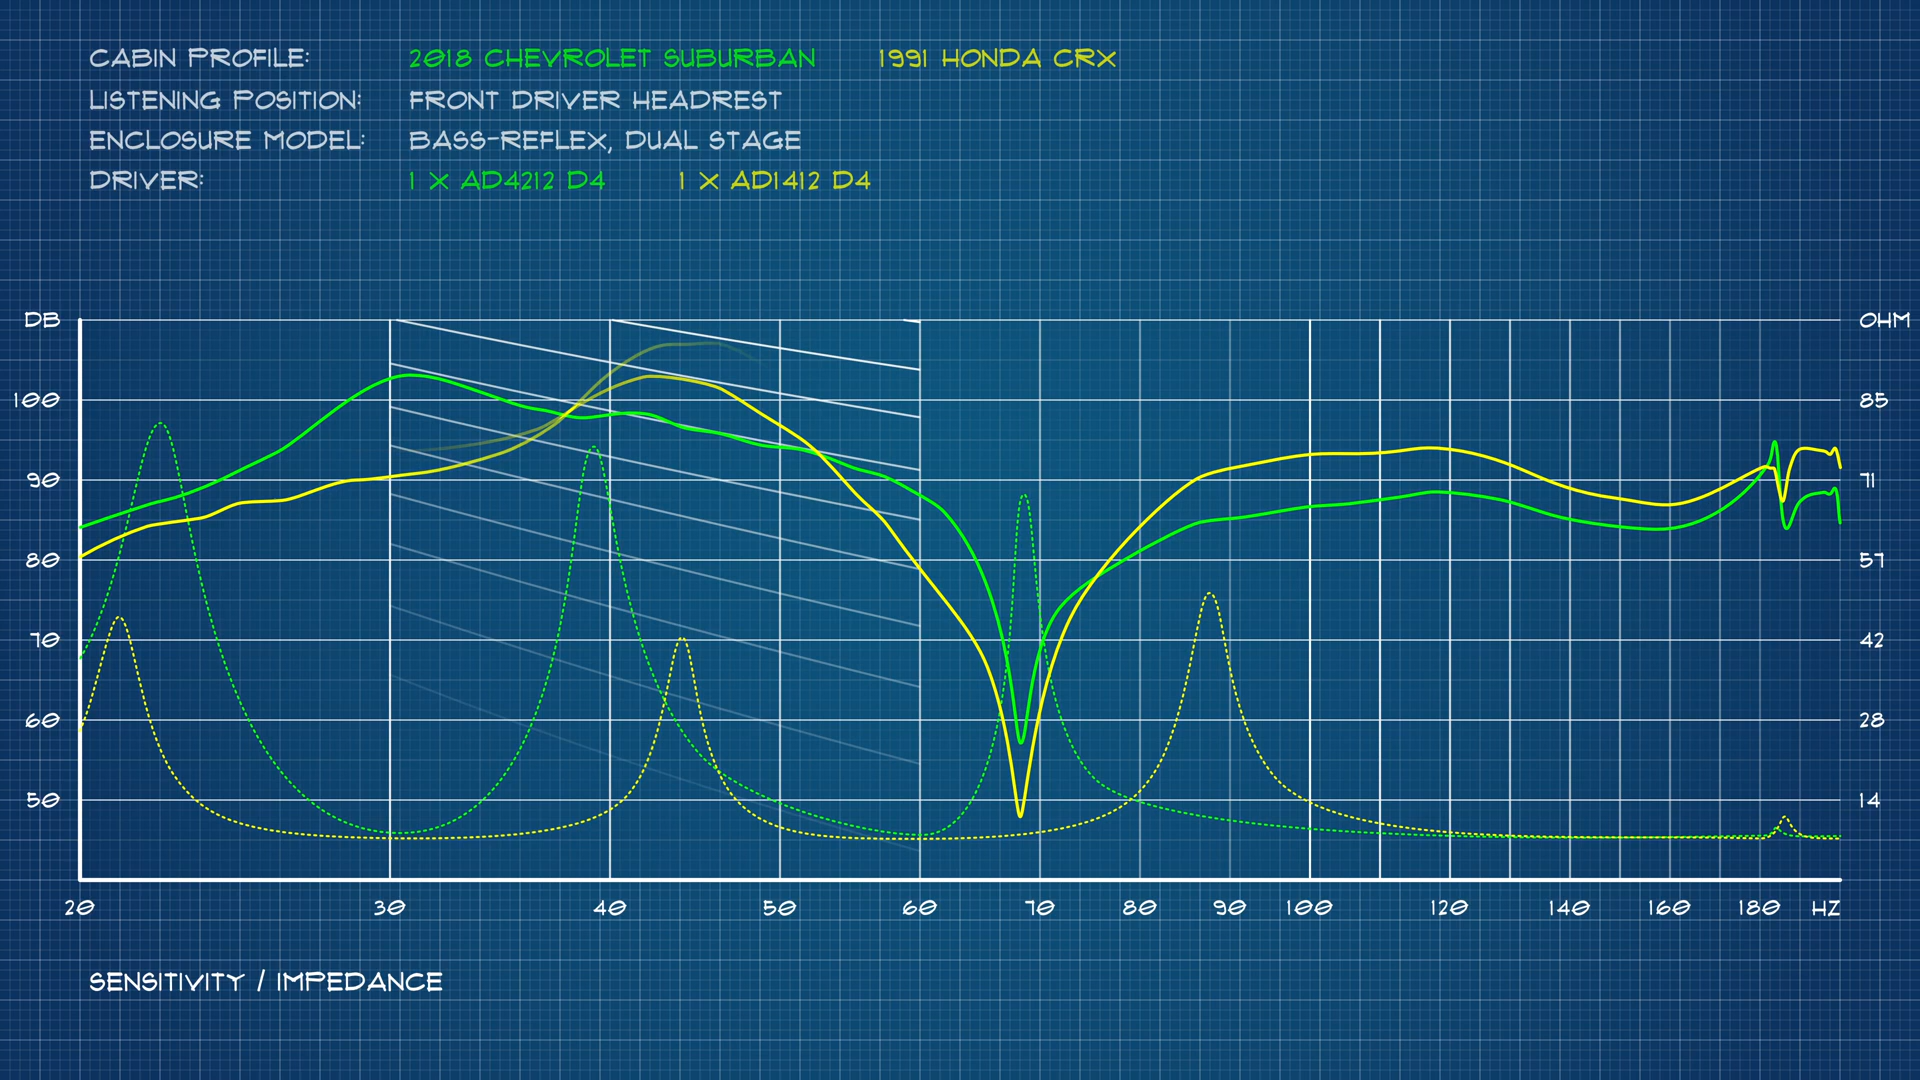 CABIN PROFILE: 2018 CHEVROLET SUBURBAN 1991 HONDA CRX
LISTENING POSITION: FRONT DRIVER HEADREST
ENCLOSURE MODEL: BASS-REFLEX, DUAL STAGE
DRIVER: 1 X AD4212 D4 1 X AD1412 D4
DB OHM
100 85
90 71
80 57
70 42
60 28
50 14
20 30 40 50 60 70 80 90 100 120 140 160 180 HZ
SENSITIVITY / IMPEDANCE